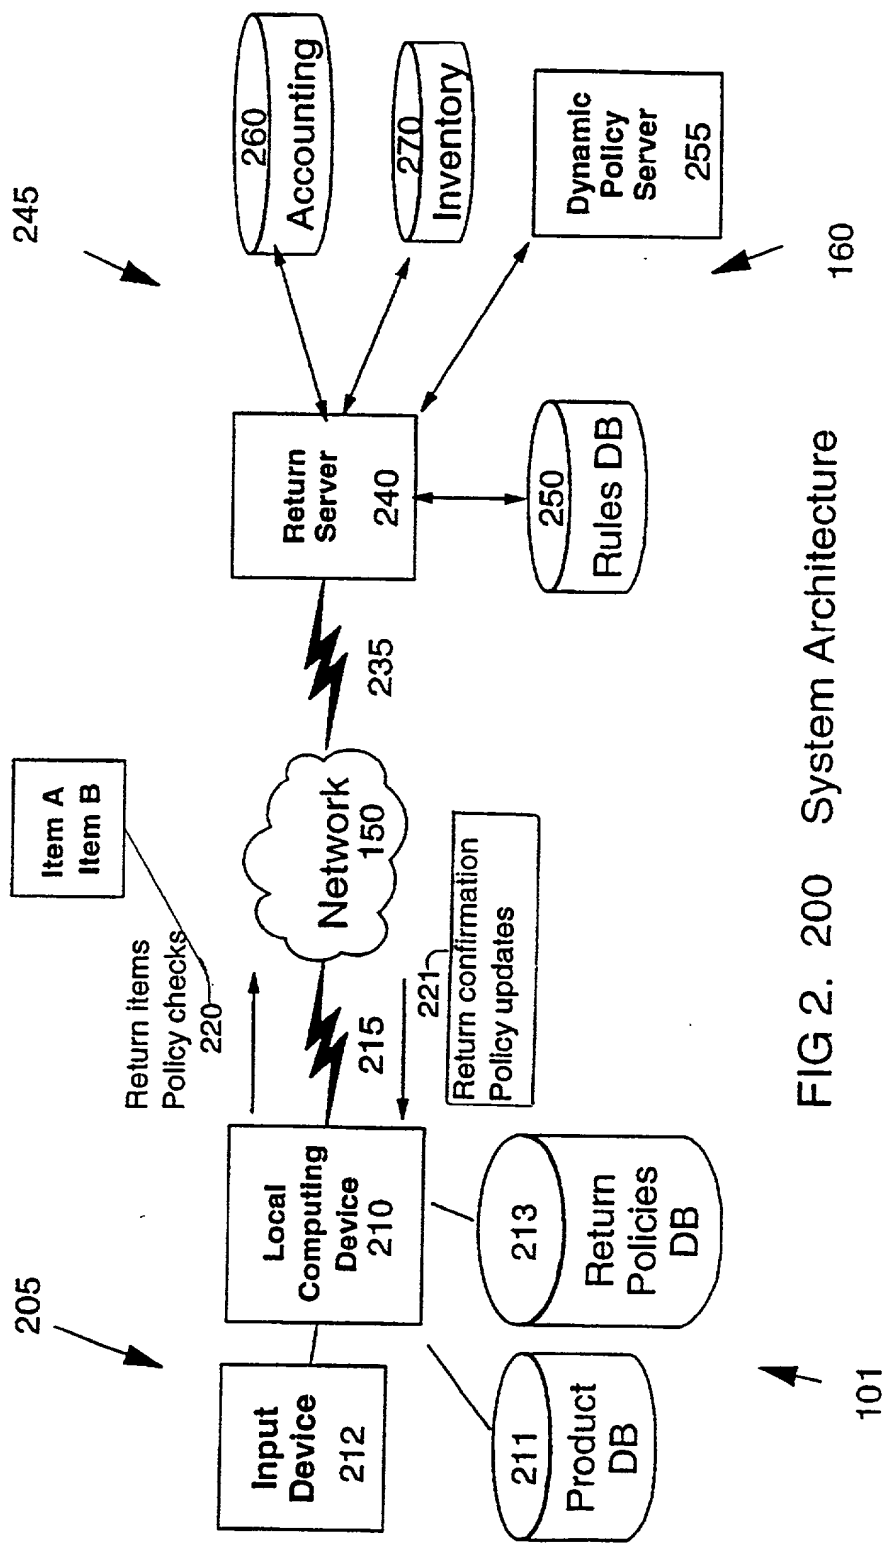 205
245
Item A
Item B
Return items
Policy checks
220
Input
Device
212
Local
Computing
Device
210
215
Network
150
235
Return
Server
240
260
Accounting
270
Inventory
Dynamic
Policy
Server
255
221
Return confirmation
Policy updates
211
Product
DB
213
Return
Policies
DB
250
Rules DB
101
160
FIG 2. 200 System Architecture